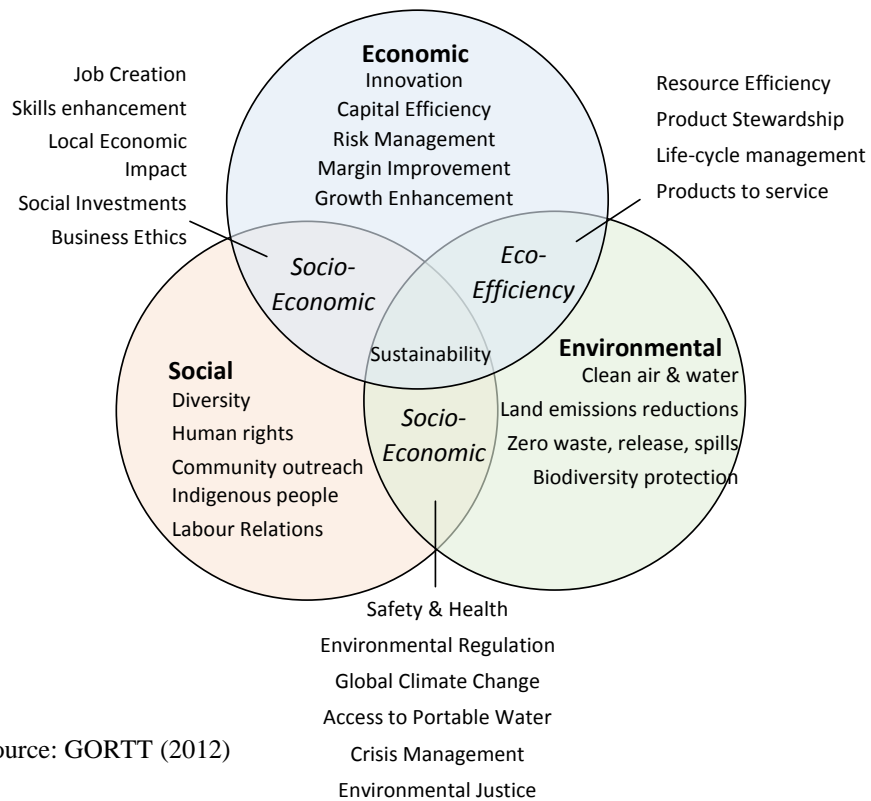 Economic
Innovation
Capital Efficiency
Risk Management
Margin Improvement
Growth Enhancement
Job Creation
Skills enhancement
Local Economic
Impact
Social Investments
Business Ethics
Resource Efficiency
Product Stewardship
Life-cycle management
Products to service
Socio-
Economic
Eco-
Efficiency
Sustainability
Social
Diversity
Human rights
Community outreach
Indigenous people
Labour Relations
Environmental
Clean air & water
Land emissions reductions
Zero waste, release, spills
Biodiversity protection
Socio-
Economic
Safety & Health
Environmental Regulation
Global Climate Change
Access to Portable Water
Crisis Management
Environmental Justice
ource: GORTT (2012)